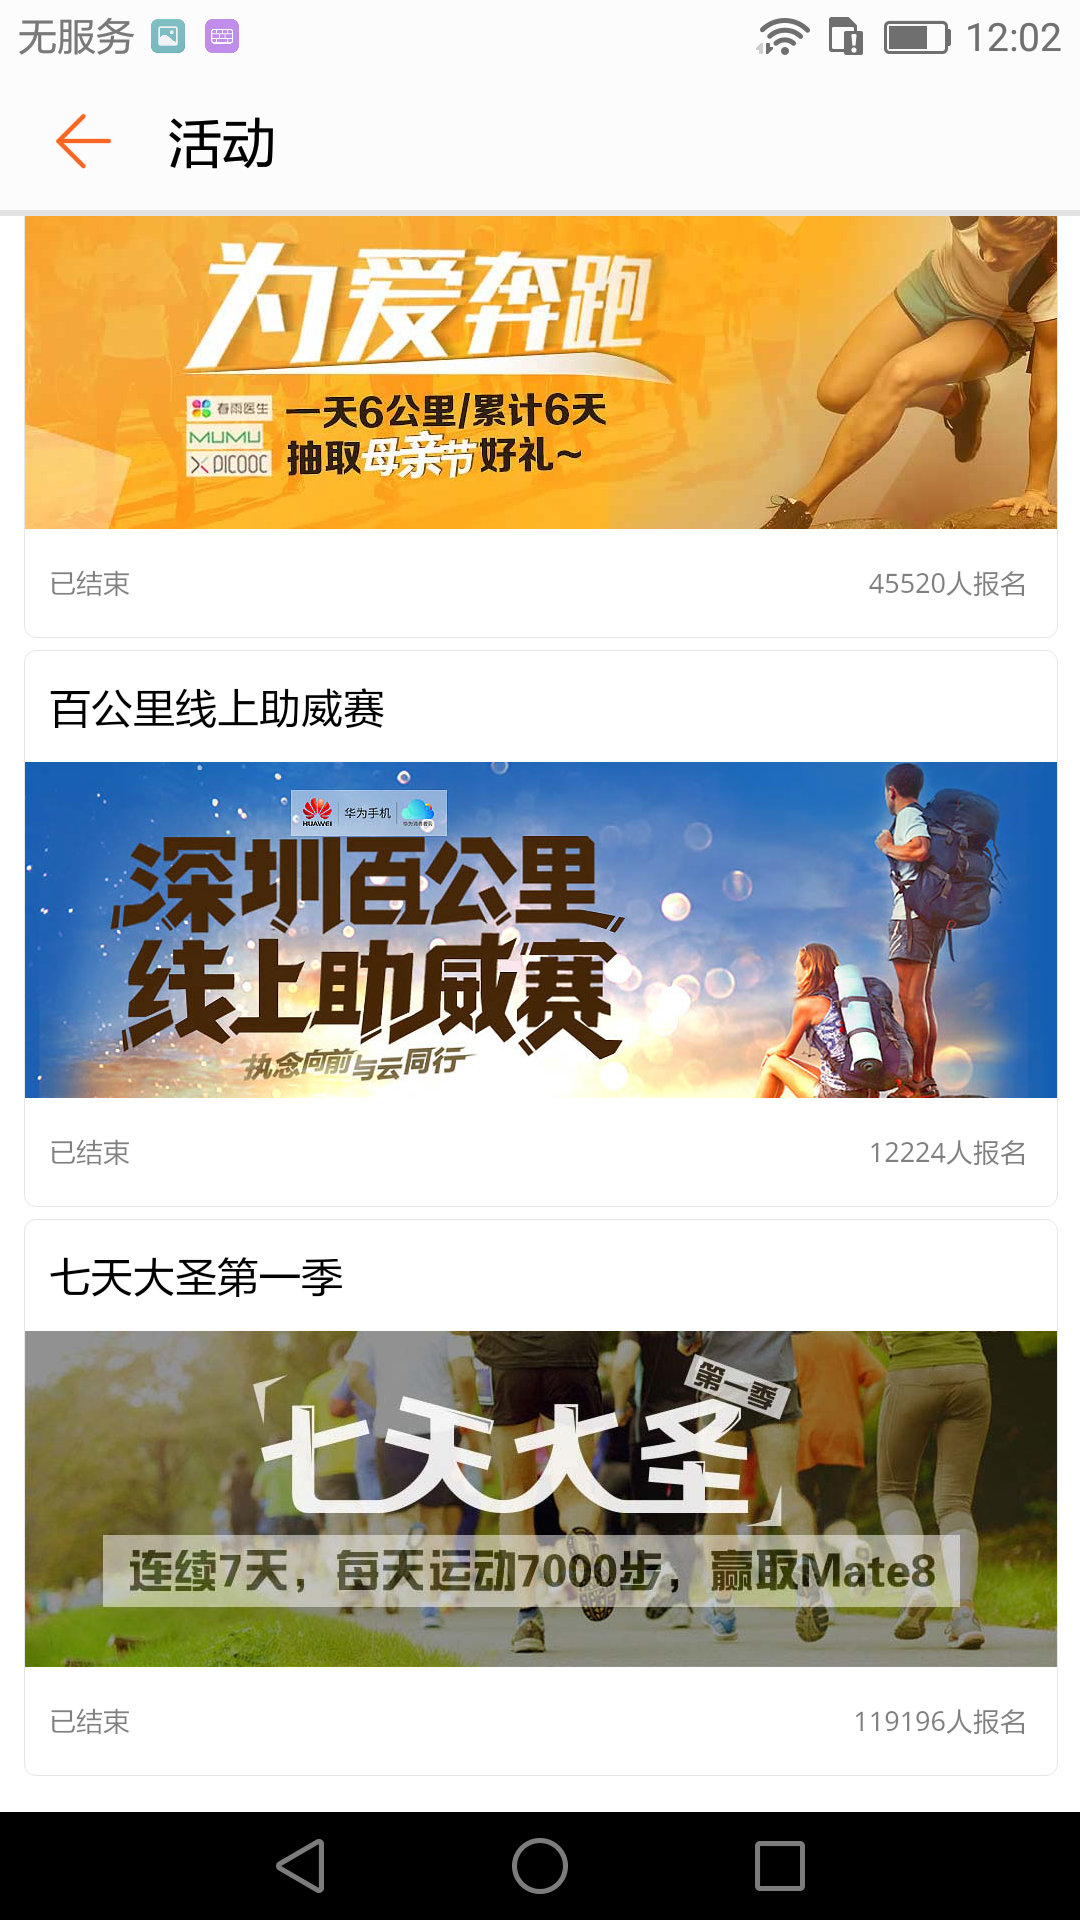 无服务 12:02
活动
为爱奔跑
春雨医生
MUMU
PICOOC
一天6公里/累计6天
抽取母亲节好礼~
已结束 45520人报名
百公里线上助威赛
HUAWEI 华为手机
深圳百公里
线上助威赛
执念向前与云同行
已结束 12224人报名
七天大圣第一季
第一季
七天大圣
连续7天，每天运动7000步，赢取Mate8
已结束 119196人报名